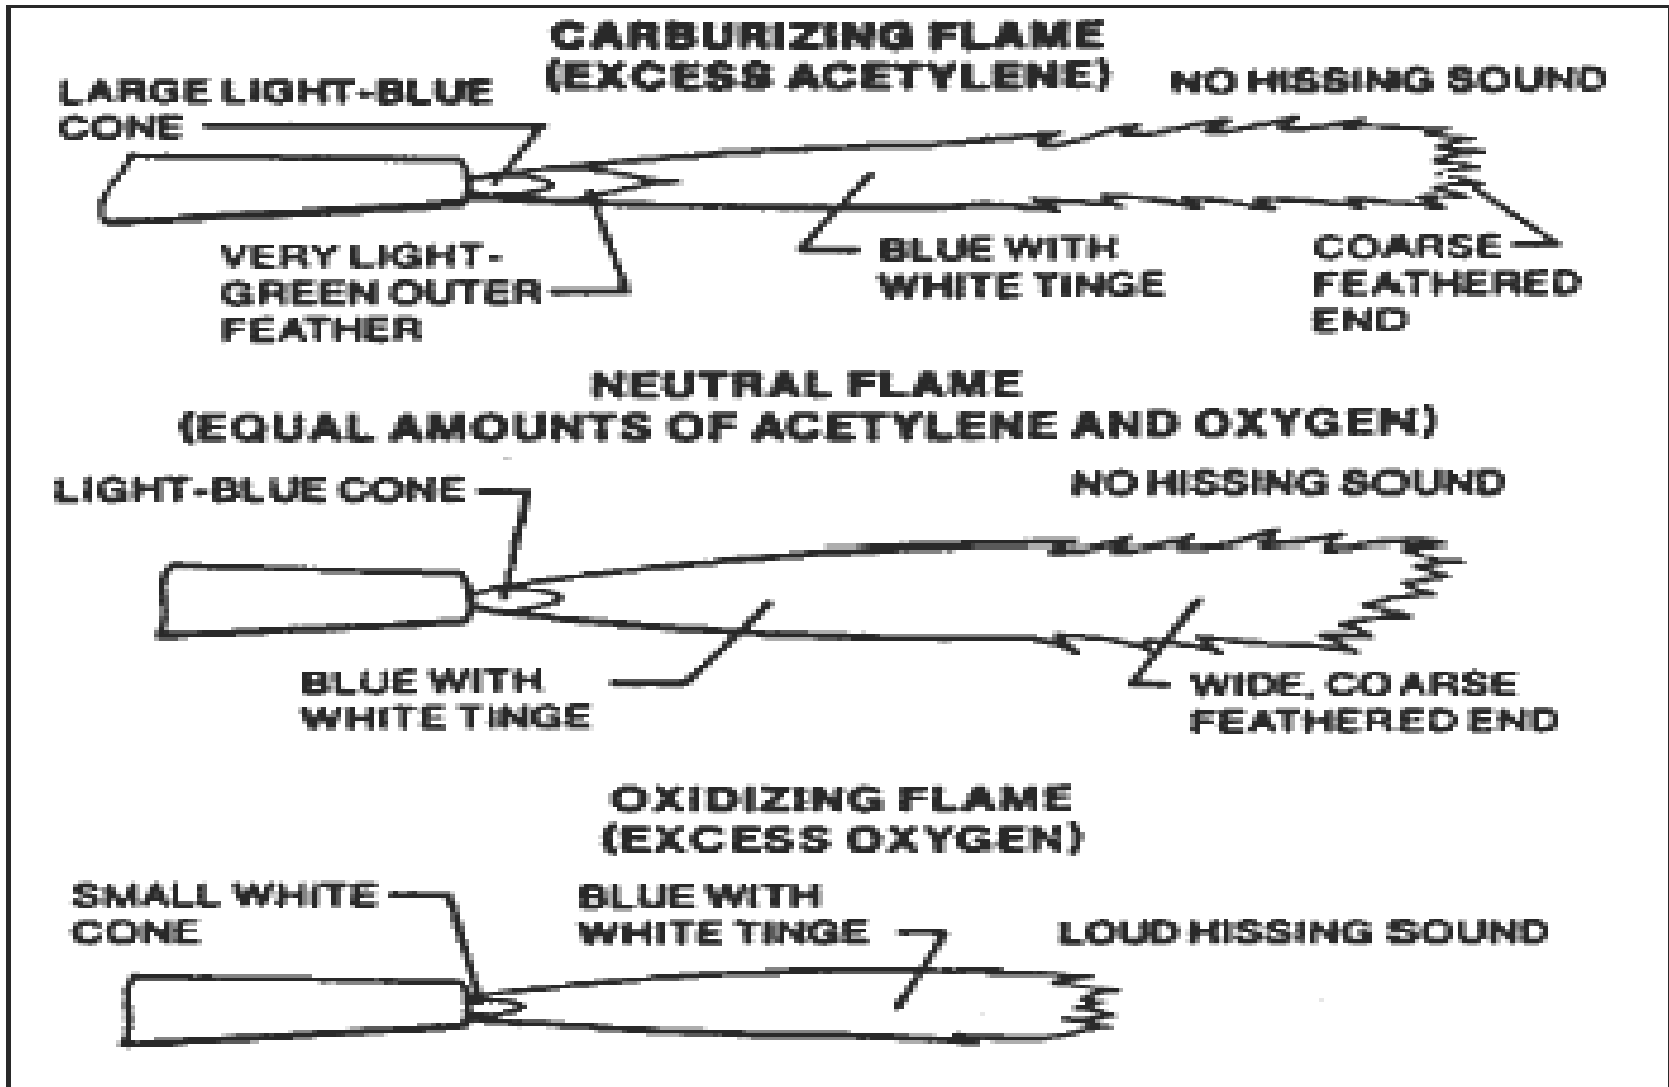 CARBURIZING FLAME
(EXCESS ACETYLENE)
NO HISSING SOUND
LARGE LIGHT-BLUE
CONE
VERY LIGHT-
GREEN OUTER
FEATHER
BLUE WITH
WHITE TINGE
COARSE
FEATHERED
END
NEUTRAL FLAME
(EQUAL AMOUNTS OF ACETYLENE AND OXYGEN)
LIGHT-BLUE CONE
NO HISSING SOUND
BLUE WITH
WHITE TINGE
WIDE, COARSE
FEATHERED END
OXIDIZING FLAME
(EXCESS OXYGEN)
SMALL WHITE
CONE
BLUE WITH
WHITE TINGE
LOUD HISSING SOUND